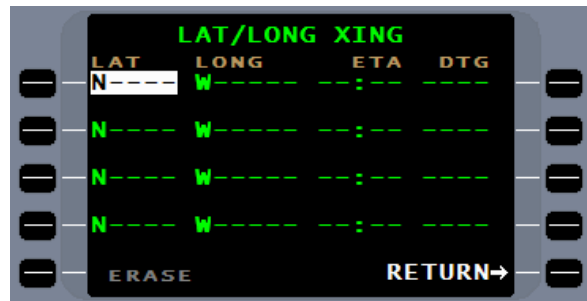 LAT/LONG XING
LAT LONG ETA DTG
N---- W----- --:-- ----
N---- W----- --:-- ----
N---- W----- --:-- ----
N---- W----- --:-- ----
ERASE RETURN→